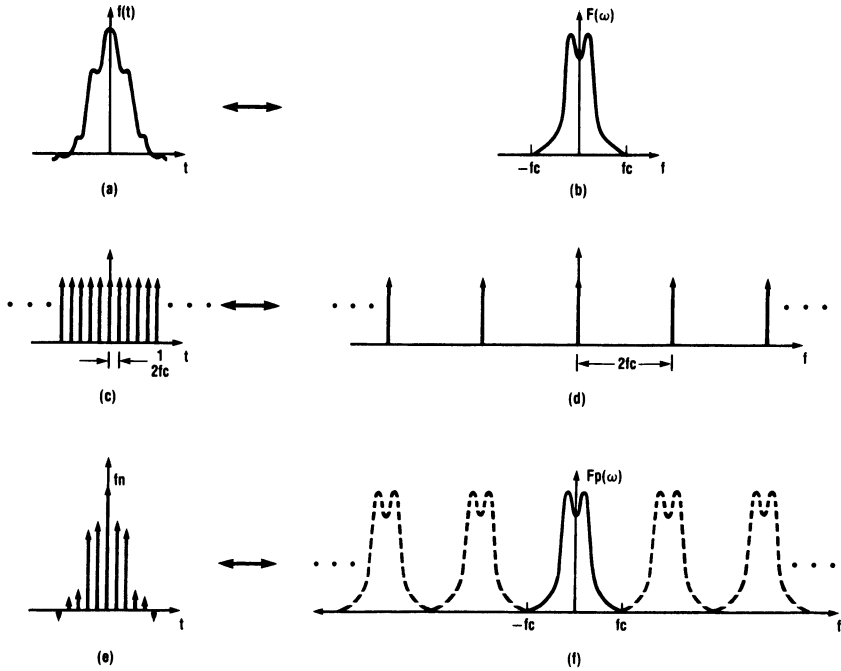 f(t)
t
(a)
F(ω)
−fc
fc
f
(b)
. . .
t
1
2fc
. . .
(c)
. . .
2fc
f
. . .
(d)
fn
t
(e)
. . .
Fp(ω)
−fc
fc
f
. . .
(f)